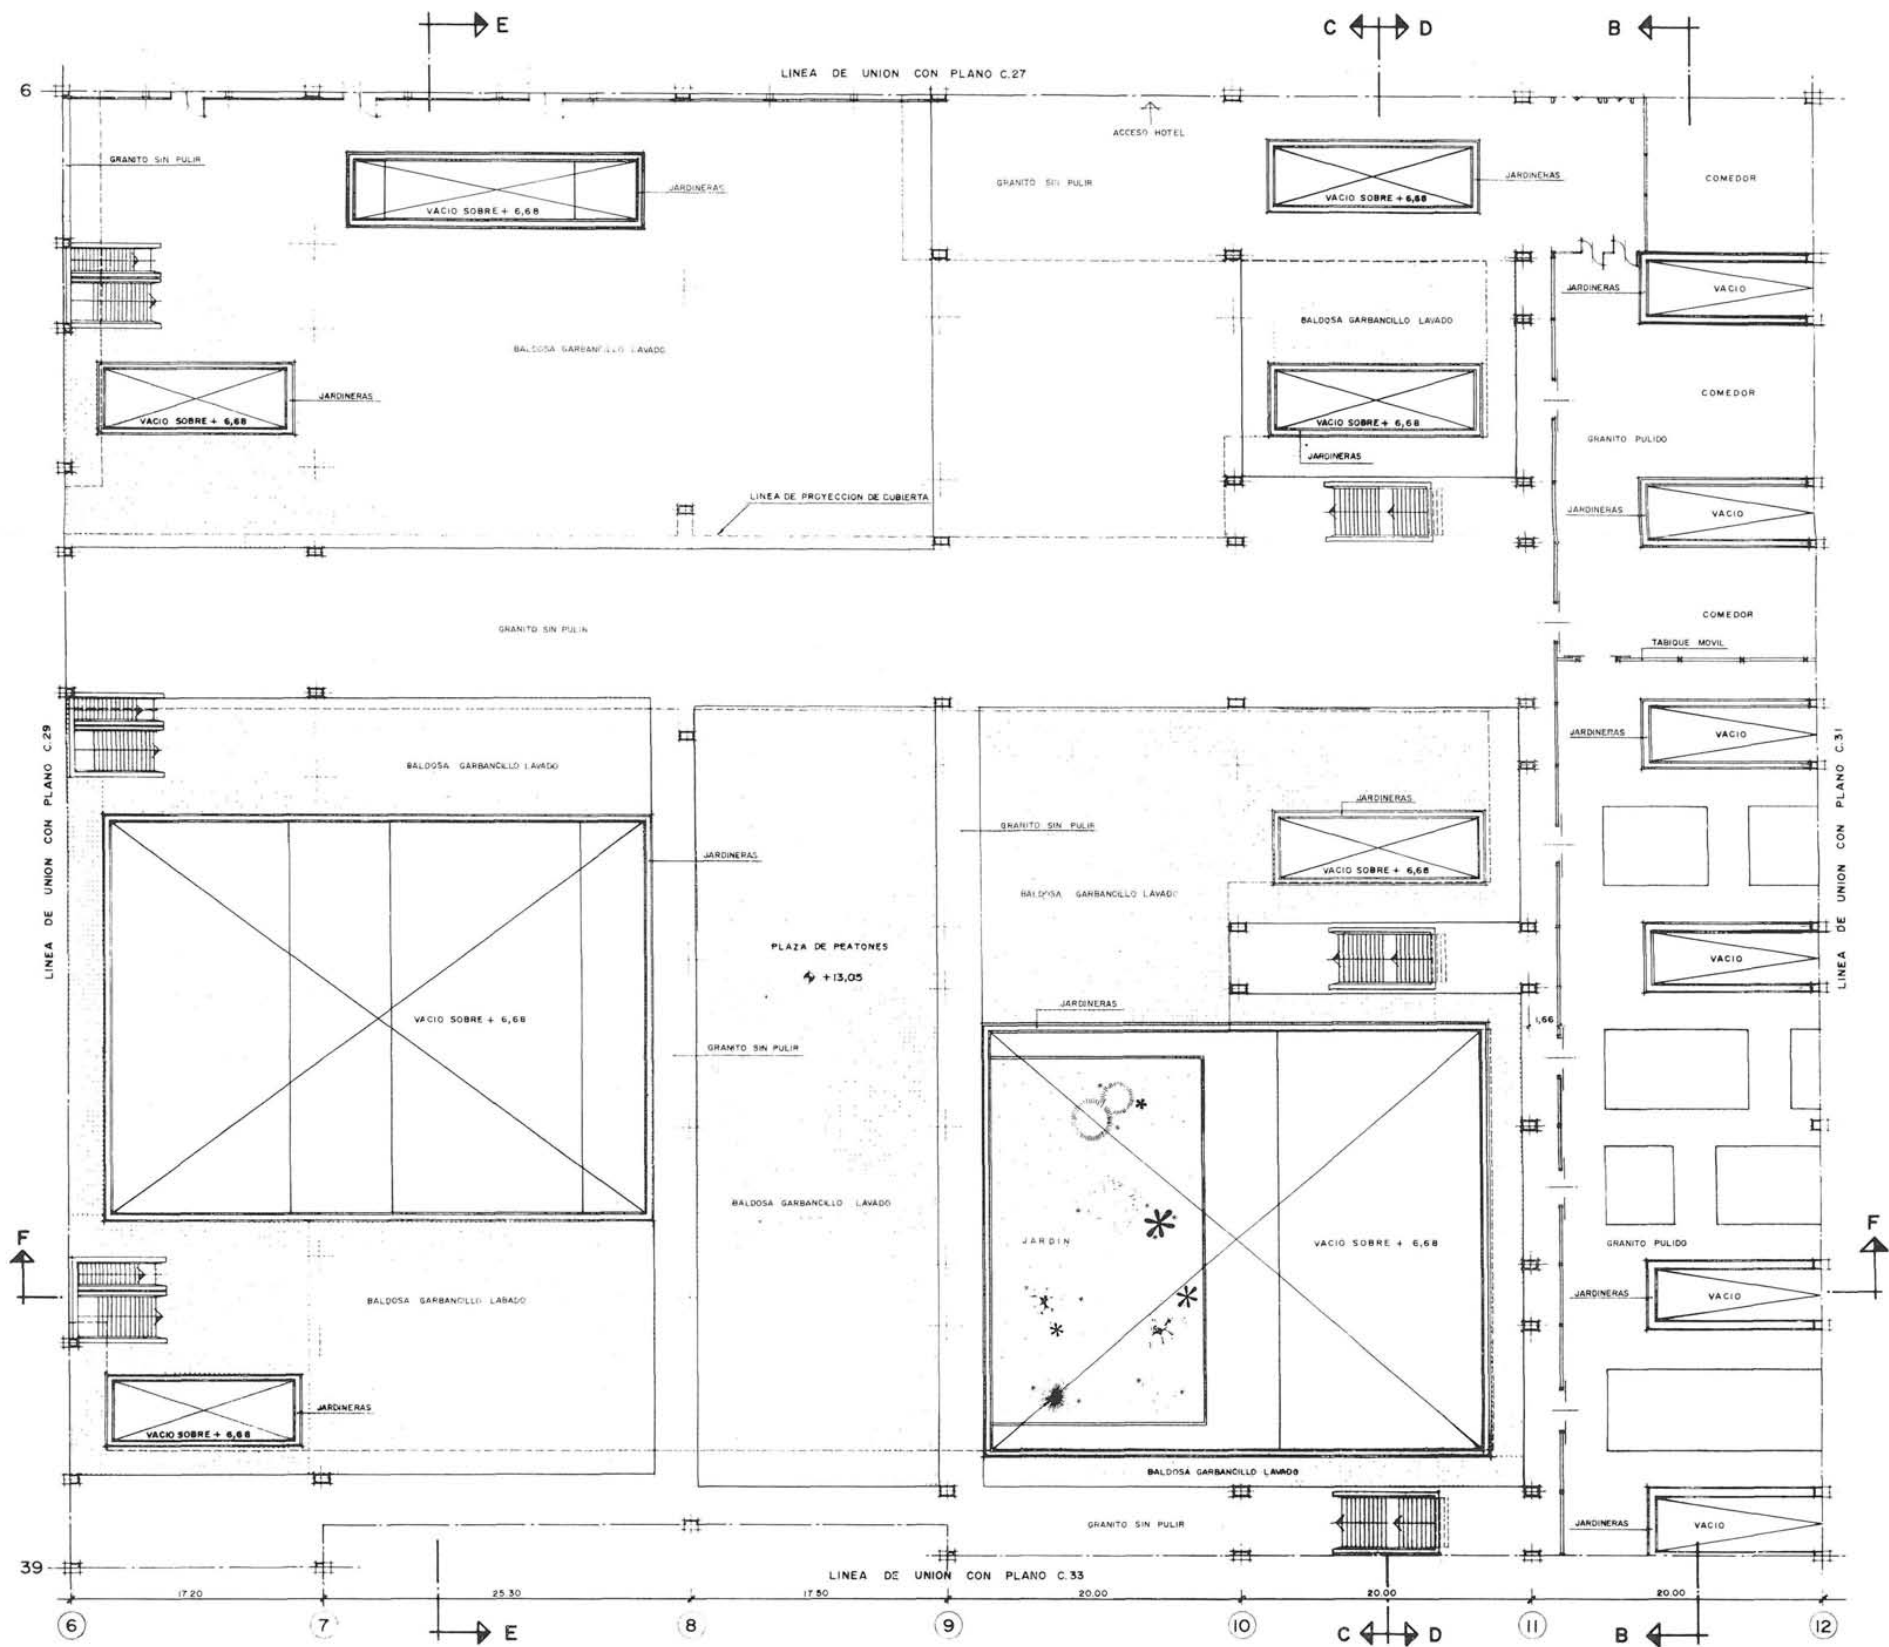 E
C D
B
LINEA DE UNION CON PLANO C.27
6
ACCESO HOTEL
GRANITO SIN PULIR
JARDINERAS
VACIO SOBRE + 6,68
GRANITO SIN PULIR
VACIO SOBRE + 6,68
JARDINERAS
COMEDOR
JARDINERAS
VACIO
BALDOSA GARBANCILLO LAVADO
BALDOSA GARBANCILLO LAVADO
VACIO SOBRE + 6,68
JARDINERAS
VACIO SOBRE + 6,68
JARDINERAS
COMEDOR
GRANITO PULIDO
LINEA DE PROYECCION DE CUBIERTA
JARDINERAS
VACIO
GRANITO SIN PULIR
COMEDOR
TABIQUE MOVIL
LINEA DE UNION CON PLANO C.29
BALDOSA GARBANCILLO LAVADO
JARDINERAS
VACIO
LINEA DE UNION CON PLANO C.31
JARDINERAS
GRANITO SIN PULIR
JARDINERAS
VACIO SOBRE + 6,68
BALDOSA GARBANCILLO LAVADO
PLAZA DE PEATONES
+13,05
VACIO
JARDINERAS
1,66
VACIO SOBRE + 6,68
GRANITO SIN PULIR
BALDOSA GARBANCILLO LAVADO
JARDIN
VACIO SOBRE + 6,68
GRANITO PULIDO
F
F
BALDOSA GARBANCILLO LABADO
JARDINERAS
VACIO
JARDINERAS
VACIO SOBRE + 6,68
BALDOSA GARBANCILLO LAVADO
GRANITO SIN PULIR
JARDINERAS
VACIO
39
LINEA DE UNION CON PLANO C.33
17.20 25.30 17.50 20.00 20.00 20.00
6 7 8 9 10 11 12
E
C D
B